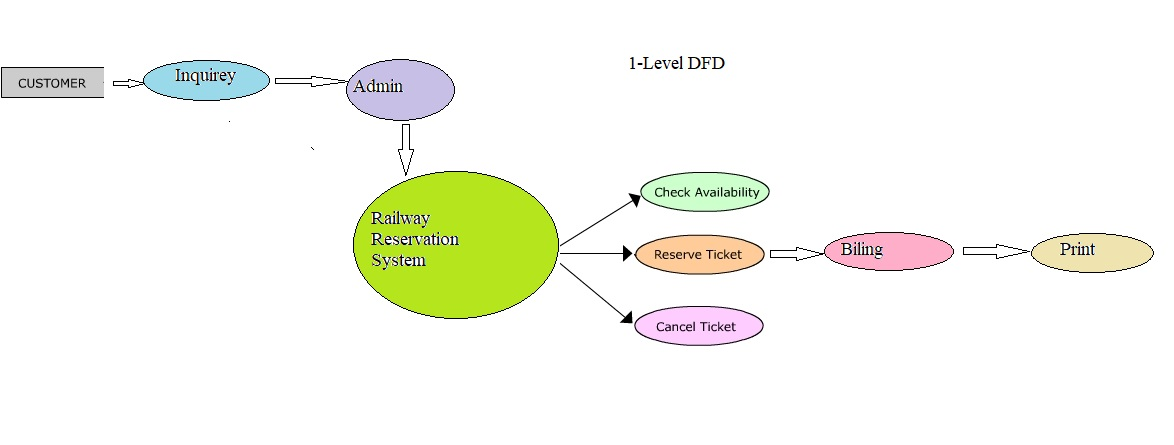 1-Level DFD
CUSTOMER
Inquirey
Admin
Railway
Reservation
System
Check Availability
Reserve Ticket
Cancel Ticket
Biling
Print